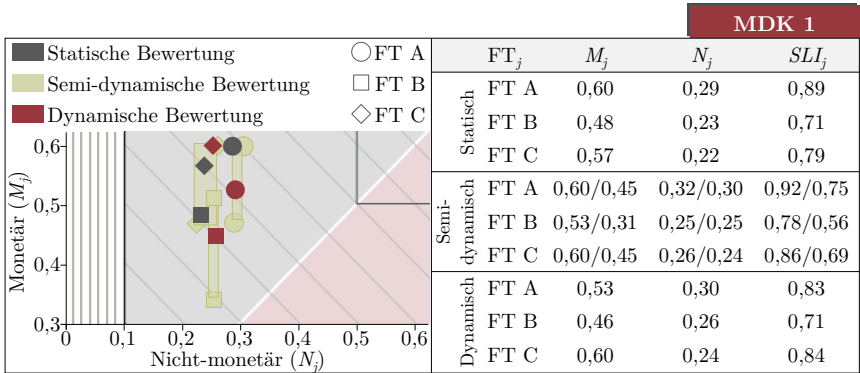 MDK 1
Statische Bewertung FT A
Semi-dynamische Bewertung FT B
Dynamische Bewertung FT C
Monetär (Mj)
0,6
0,5
0,4
0,3
0 0,1 0,2 0,3 0,4 0,5 0,6
Nicht-monetär (Nj)
FTj Mj Nj SLIj
Statisch
FT A 0,60 0,29 0,89
FT B 0,48 0,23 0,71
FT C 0,57 0,22 0,79
Semi-
dynamisch
FT A 0,60/0,45 0,32/0,30 0,92/0,75
FT B 0,53/0,31 0,25/0,25 0,78/0,56
FT C 0,60/0,45 0,26/0,24 0,86/0,69
Dynamisch
FT A 0,53 0,30 0,83
FT B 0,46 0,26 0,71
FT C 0,60 0,24 0,84